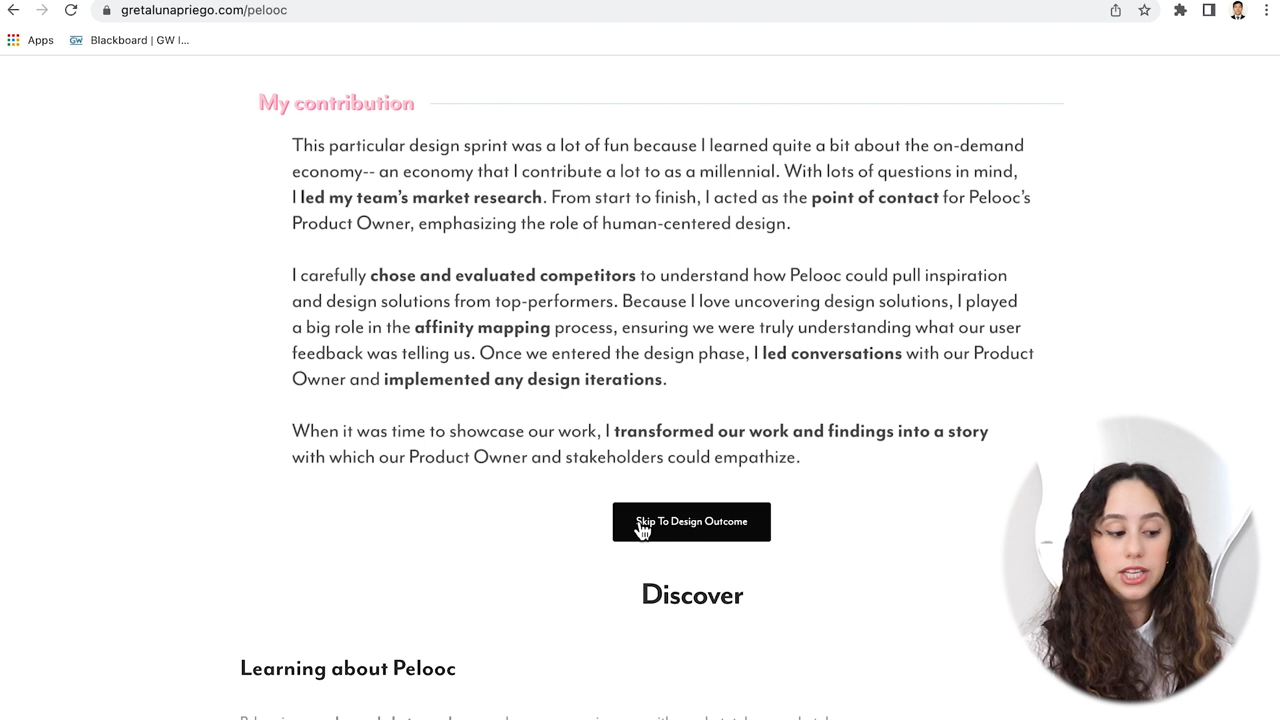 gretalunapriego.com/pelooc
Apps
GW
Blackboard | GW I...
My contribution
This particular design sprint was a lot of fun because I learned quite a bit about the on-demand
economy-- an economy that I contribute a lot to as a millennial. With lots of questions in mind,
I led my team's market research. From start to finish, I acted as the point of contact for Pelooc's
Product Owner, emphasizing the role of human-centered design.
I carefully chose and evaluated competitors to understand how Pelooc could pull inspiration
and design solutions from top-performers. Because I love uncovering design solutions, I played
a big role in the affinity mapping process, ensuring we were truly understanding what our user
feedback was telling us. Once we entered the design phase, I led conversations with our Product
Owner and implemented any design iterations.
When it was time to showcase our work, I transformed our work and findings into a story
with which our Product Owner and stakeholders could empathize.
Skip To Design Outcome
Discover
Learning about Pelooc